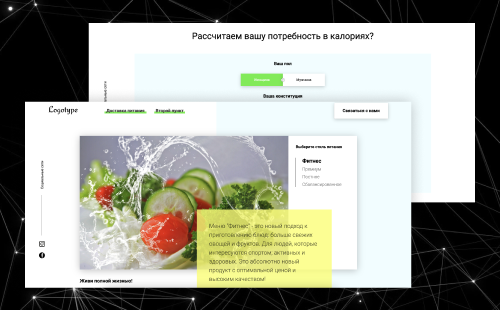 Рассчитаем вашу потребность в калориях?
Ваш пол
Женщина
Мужчина
Ваша конституция
Logotype
Доставка питания
Второй пункт
Связаться с нами
Социальные сети
Выберите стиль питания
Фитнес
Премиум
Постное
Сбалансированное
Меню "Фитнес" - это новый подход к
приготовлению блюд: больше свежих
овощей и фруктов. Для людей, которые
интересуются спортом, активных и
здоровых. Это абсолютно новый
продукт с оптимальной ценой и
высоким качеством!
Живи полной жизнью!